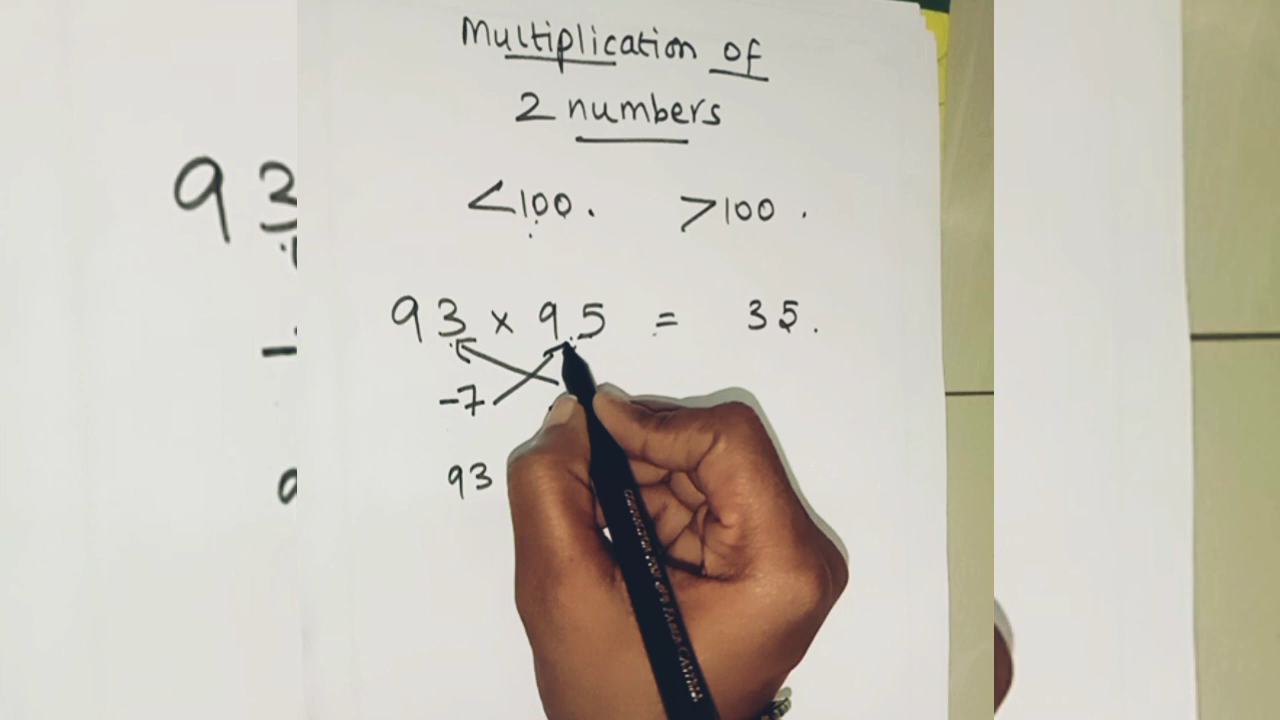 Multiplication of
2 numbers
<100. >100.
93 × 95 = 35.
-7
93